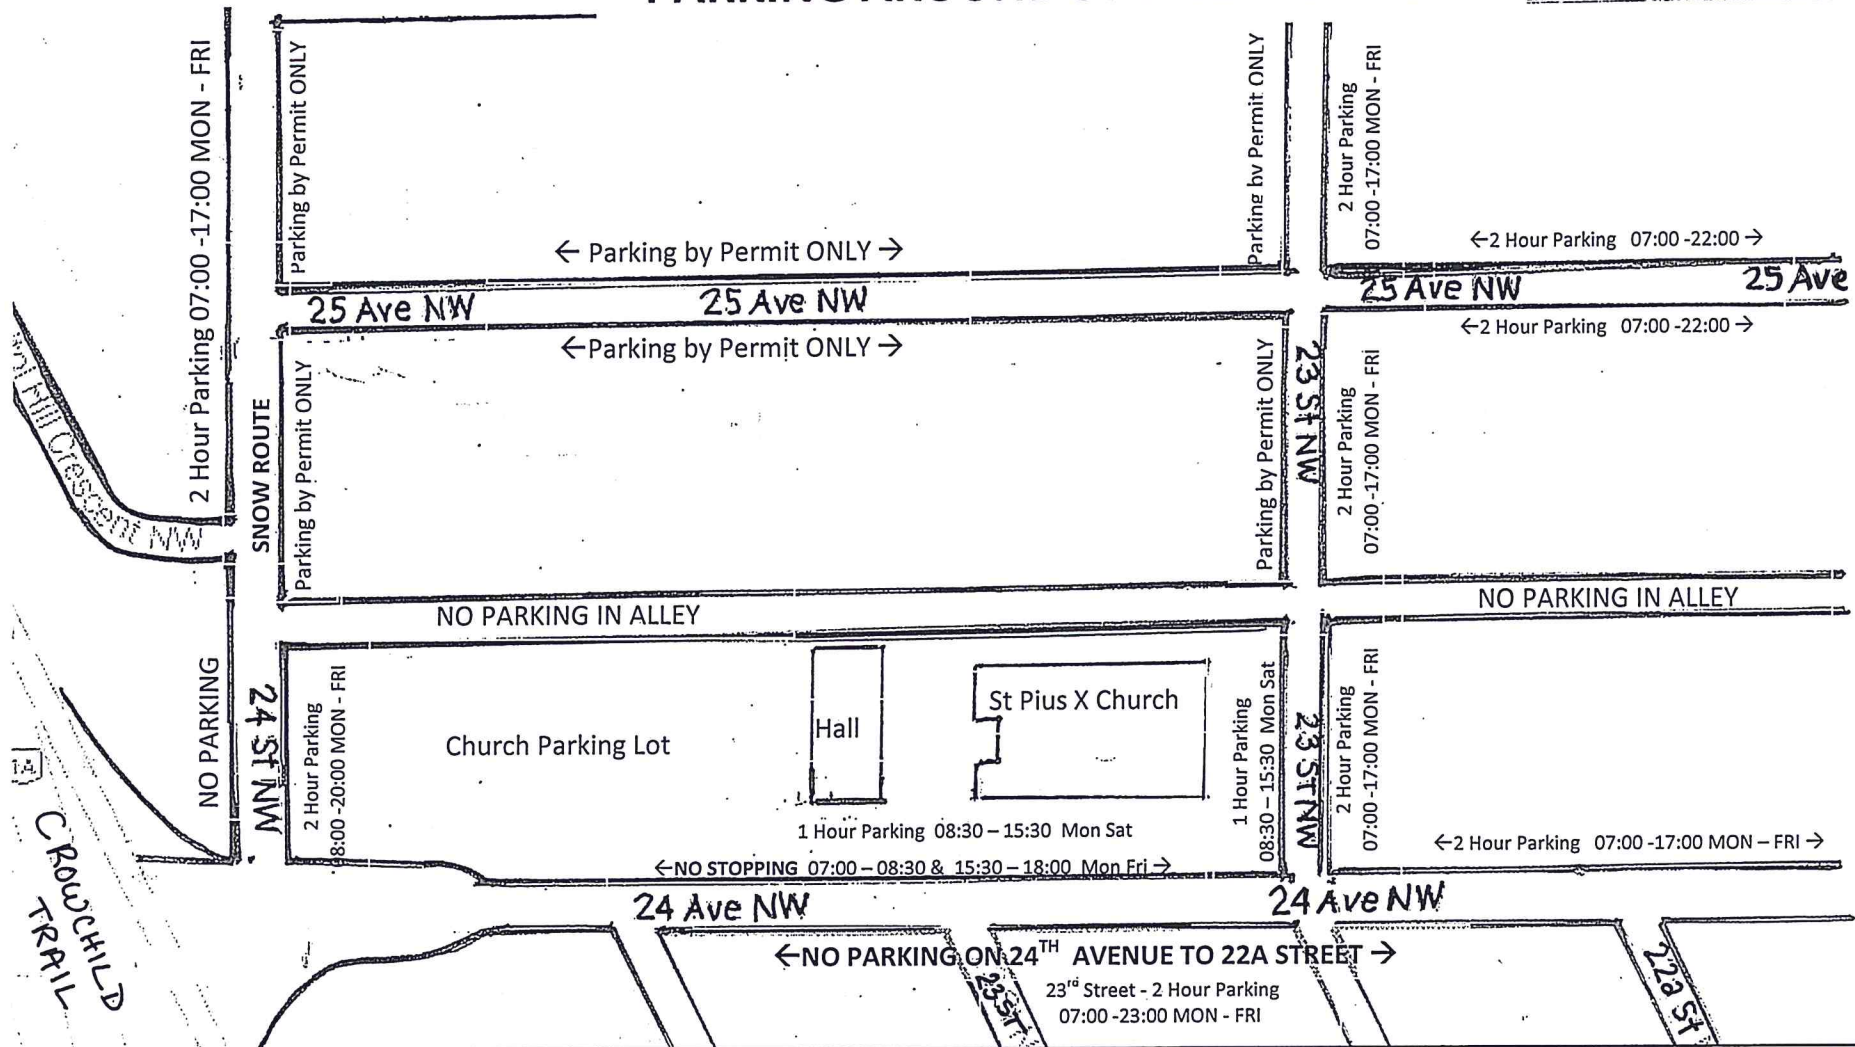 PARKING AROUND
2 Hour Parking 07:00 -17:00 MON - FRI
Parking by Permit ONLY
Parking by Permit ONLY
2 Hour Parking
07:00 -17:00 MON - FRI
← Parking by Permit ONLY →
←2 Hour Parking 07:00 -22:00 →
25 Ave NW
25 Ave NW
25 Ave NW
25 Ave
←Parking by Permit ONLY →
←2 Hour Parking 07:00 -22:00 →
Hill Crescent NW
SNOW ROUTE
Parking by Permit ONLY
Parking by Permit ONLY
23 St NW
2 Hour Parking
07:00 -17:00 MON - FRI
NO PARKING IN ALLEY
NO PARKING IN ALLEY
NO PARKING
24 St NW
2 Hour Parking
8:00 -20:00 MON - FRI
Church Parking Lot
Hall
St Pius X Church
1 Hour Parking
08:30 – 15:30 Mon Sat
23 St NW
2 Hour Parking
07:00 -17:00 MON - FRI
1 Hour Parking 08:30 – 15:30 Mon Sat
←NO STOPPING 07:00 – 08:30 & 15:30 – 18:00 Mon Fri →
←2 Hour Parking 07:00 -17:00 MON – FRI →
1A
CROWCHILD
TRAIL
24 Ave NW
24 Ave NW
←NO PARKING ON 24TH AVENUE TO 22A STREET →
23 ST
23rd Street - 2 Hour Parking
07:00 -23:00 MON - FRI
22a St